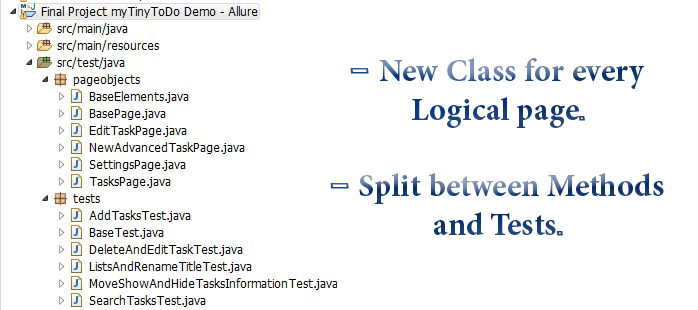 Final Project myTinyToDo Demo - Allure
src/main/java
src/main/resources
src/test/java
pageobjects
BaseElements.java
BasePage.java
EditTaskPage.java
NewAdvancedTaskPage.java
SettingsPage.java
TasksPage.java
tests
AddTasksTest.java
BaseTest.java
DeleteAndEditTaskTest.java
ListsAndRenameTitleTest.java
MoveShowAndHideTasksInformationTest.java
SearchTasksTest.java
- New Class for every
Logical page.
- Split between Methods
and Tests.